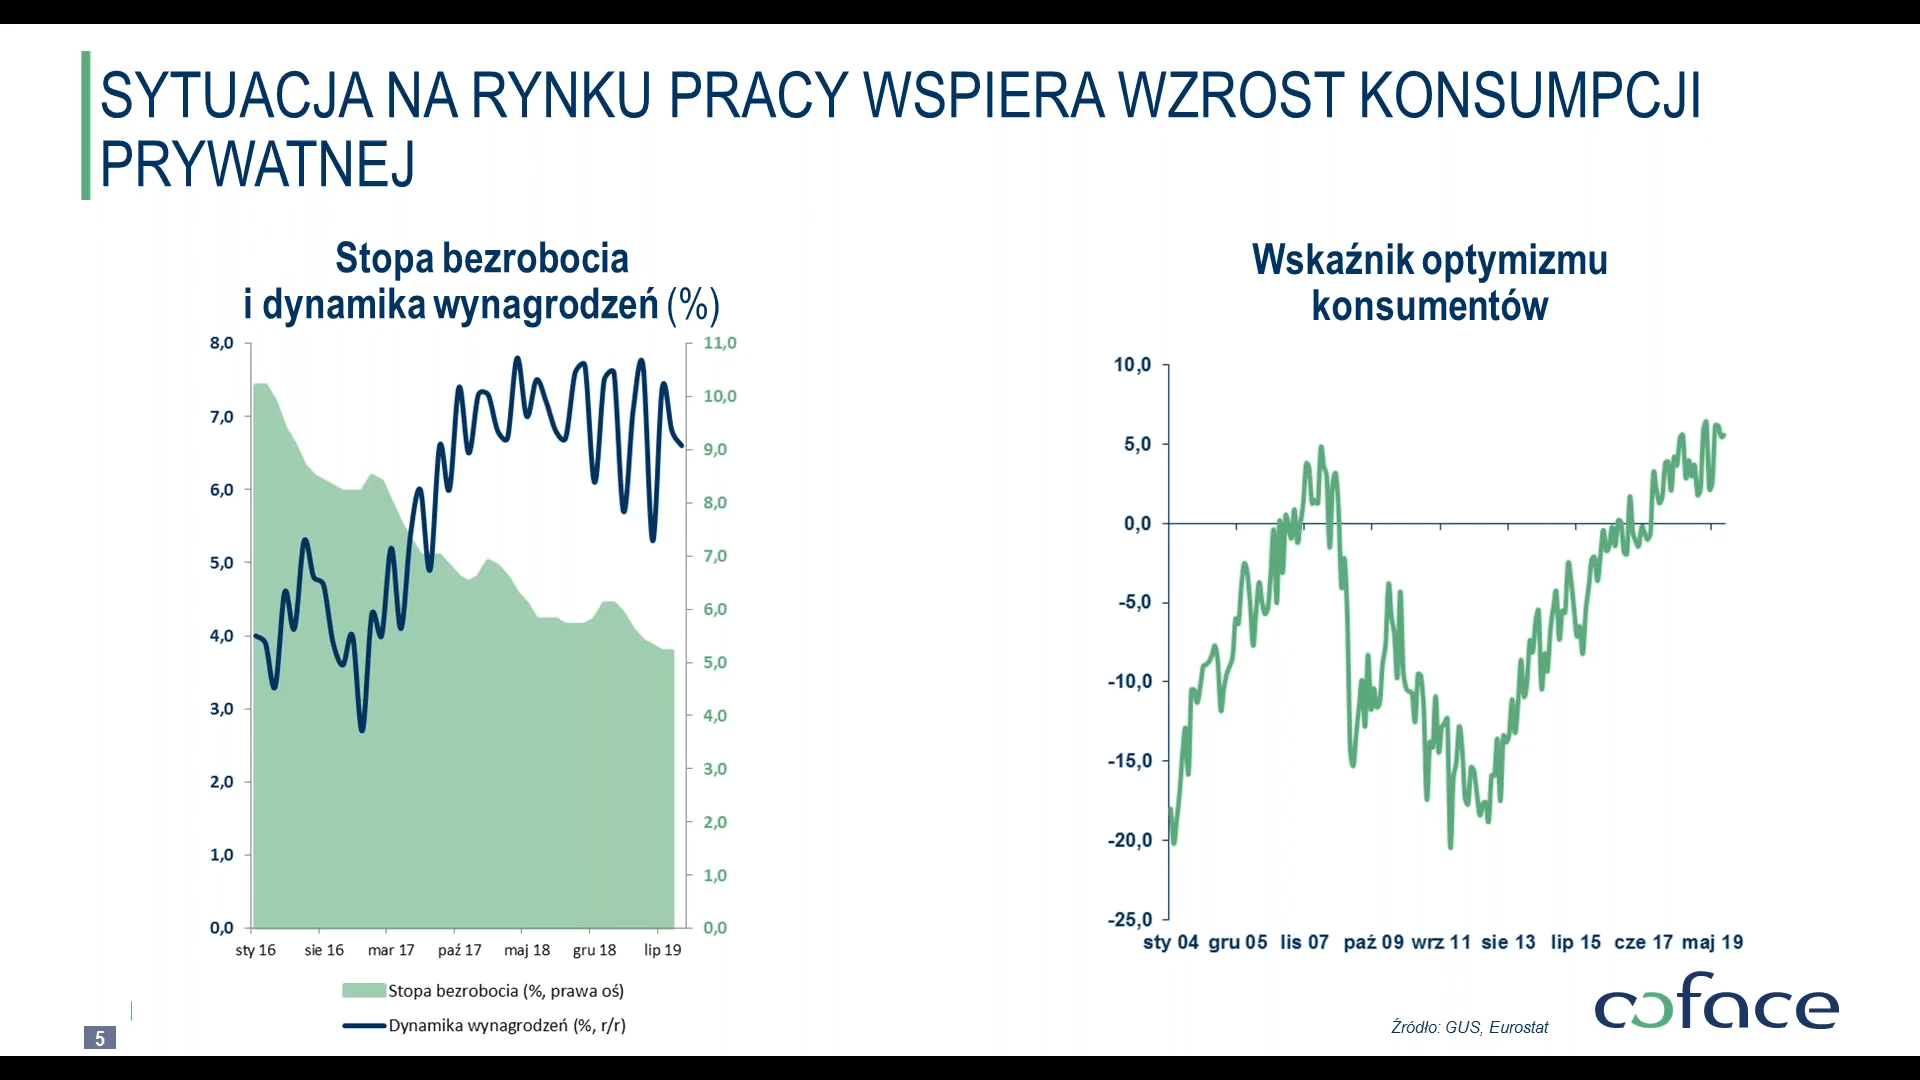 SYTUACJA NA RYNKU PRACY WSPIERA WZROST KONSUMPCJI
PRYWATNEJ
Stopa bezrobocia
i dynamika wynagrodzeń (%)
8,0
7,0
6,0
5,0
4,0
3,0
2,0
1,0
0,0
11,0
10,0
9,0
8,0
7,0
6,0
5,0
4,0
3,0
2,0
1,0
0,0
sty 16 sie 16 mar 17 paź 17 maj 18 gru 18 lip 19
Stopa bezrobocia (%, prawa oś)
Dynamika wynagrodzeń (%, r/r)
Wskaźnik optymizmu
konsumentów
10,0
5,0
0,0
-5,0
-10,0
-15,0
-20,0
-25,0
sty 04 gru 05 lis 07 paź 09 wrz 11 sie 13 lip 15 cze 17 maj 19
Źródło: GUS, Eurostat
coface
5